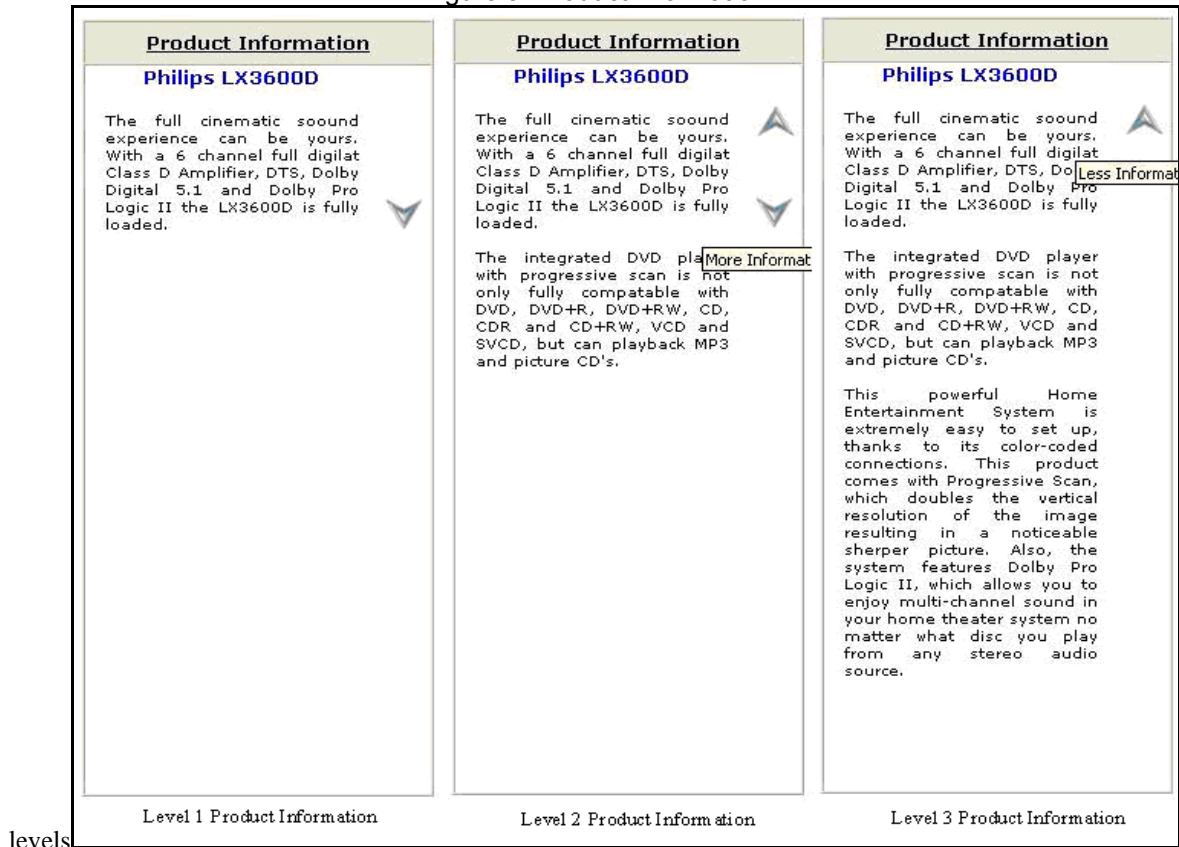 Product Information
Philips LX3600D
The full cinematic soound
experience can be yours.
With a 6 channel full digilat
Class D Amplifier, DTS, Dolby
Digital 5.1 and Dolby Pro
Logic II the LX3600D is fully
loaded.
Level 1 Product Information
Product Information
Philips LX3600D
The full cinematic soound
experience can be yours.
With a 6 channel full digilat
Class D Amplifier, DTS, Dolby
Digital 5.1 and Dolby Pro
Logic II the LX3600D is fully
loaded.
More Informat
The integrated DVD pla
with progressive scan is not
only fully compatable with
DVD, DVD+R, DVD+RW, CD,
CDR and CD+RW, VCD and
SVCD, but can playback MP3
and picture CD's.
Level 2 Product Information
Product Information
Philips LX3600D
The full cinematic soound
experience can be yours.
With a 6 channel full digilat
Class D Amplifier, DTS, Do
Less Informat
Digital 5.1 and Dolby Pro
Logic II the LX3600D is fully
loaded.
The integrated DVD player
with progressive scan is not
only fully compatable with
DVD, DVD+R, DVD+RW, CD,
CDR and CD+RW, VCD and
SVCD, but can playback MP3
and picture CD's.
This powerful Home
Entertainment System is
extremely easy to set up,
thanks to its color-coded
connections. This product
comes with Progressive Scan,
which doubles the vertical
resolution of the image
resulting in a noticeable
sherper picture. Also, the
system features Dolby Pro
Logic II, which allows you to
enjoy multi-channel sound in
your home theater system no
matter what disc you play
from any stereo audio
source.
Level 3 Product Information
levels